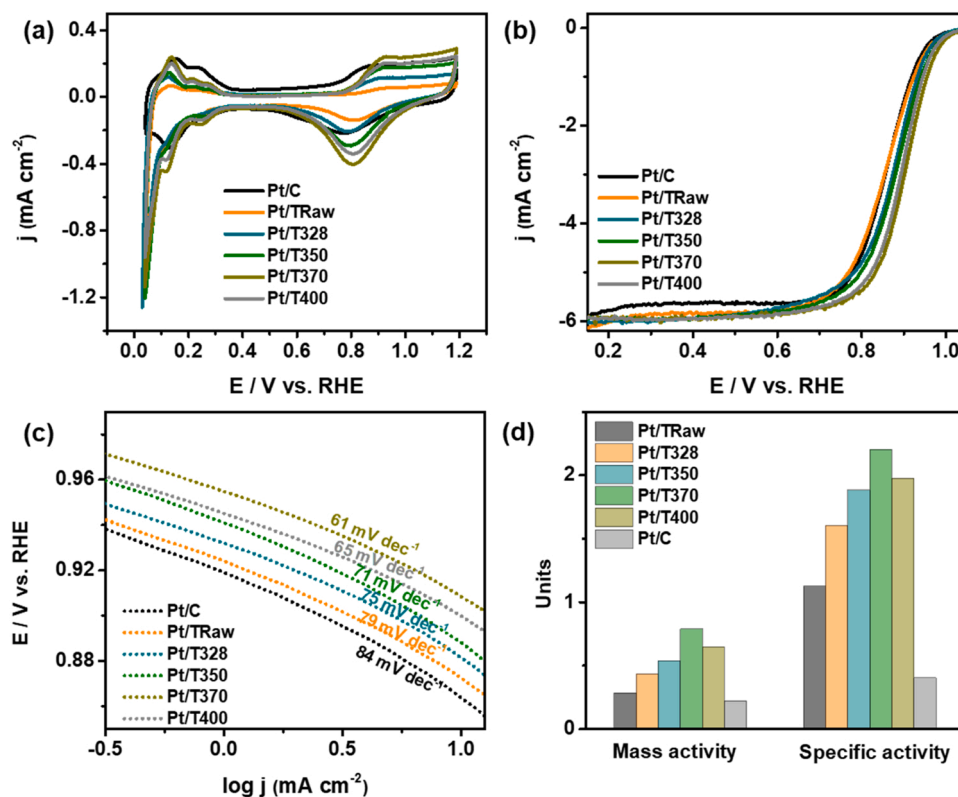 (a)
j (mA cm⁻²)
0.4
0.0
-0.4
-0.8
-1.2
Pt/C
Pt/TRaw
Pt/T328
Pt/T350
Pt/T370
Pt/T400
0.0 0.2 0.4 0.6 0.8 1.0 1.2
E / V vs. RHE
(b)
j (mA cm⁻²)
0
-2
-4
-6
Pt/C
Pt/TRaw
Pt/T328
Pt/T350
Pt/T370
Pt/T400
0.2 0.4 0.6 0.8 1.0
E / V vs. RHE
(c)
E / V vs. RHE
0.96
0.92
0.88
61 mV dec⁻¹
65 mV dec⁻¹
71 mV dec⁻¹
75 mV dec⁻¹
79 mV dec⁻¹
84 mV dec⁻¹
Pt/C
Pt/TRaw
Pt/T328
Pt/T350
Pt/T370
Pt/T400
-0.5 0.0 0.5 1.0
log j (mA cm⁻²)
(d)
Units
2
1
0
Pt/TRaw
Pt/T328
Pt/T350
Pt/T370
Pt/T400
Pt/C
Mass activity Specific activity